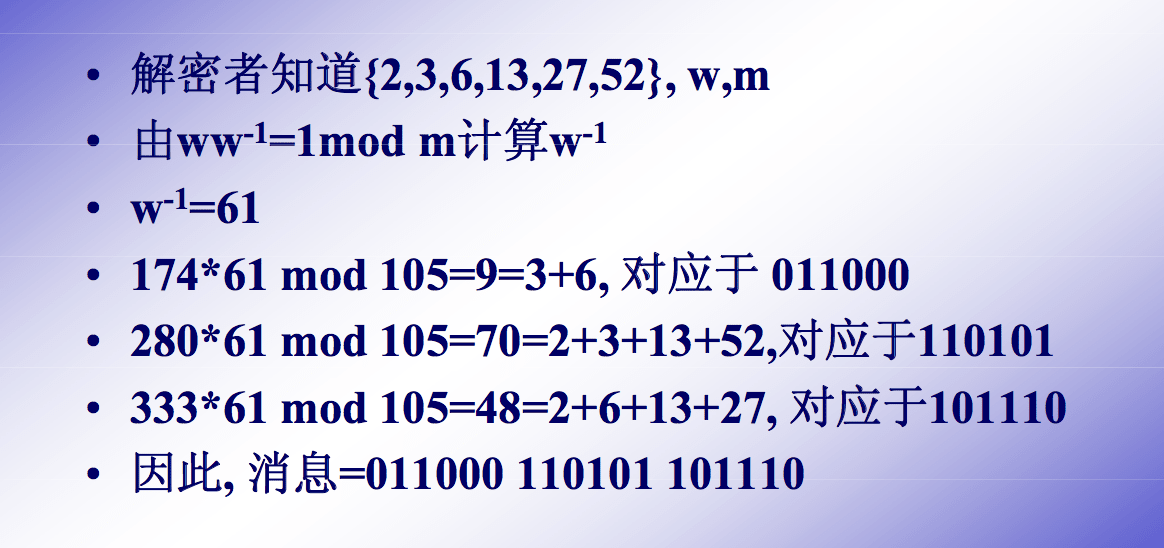 • 解密者知道{2,3,6,13,27,52}, w,m
• 由ww⁻¹=1mod m计算w⁻¹
• w⁻¹=61
• 174*61 mod 105=9=3+6, 对应于 011000
• 280*61 mod 105=70=2+3+13+52,对应于110101
• 333*61 mod 105=48=2+6+13+27, 对应于101110
• 因此, 消息=011000 110101 101110